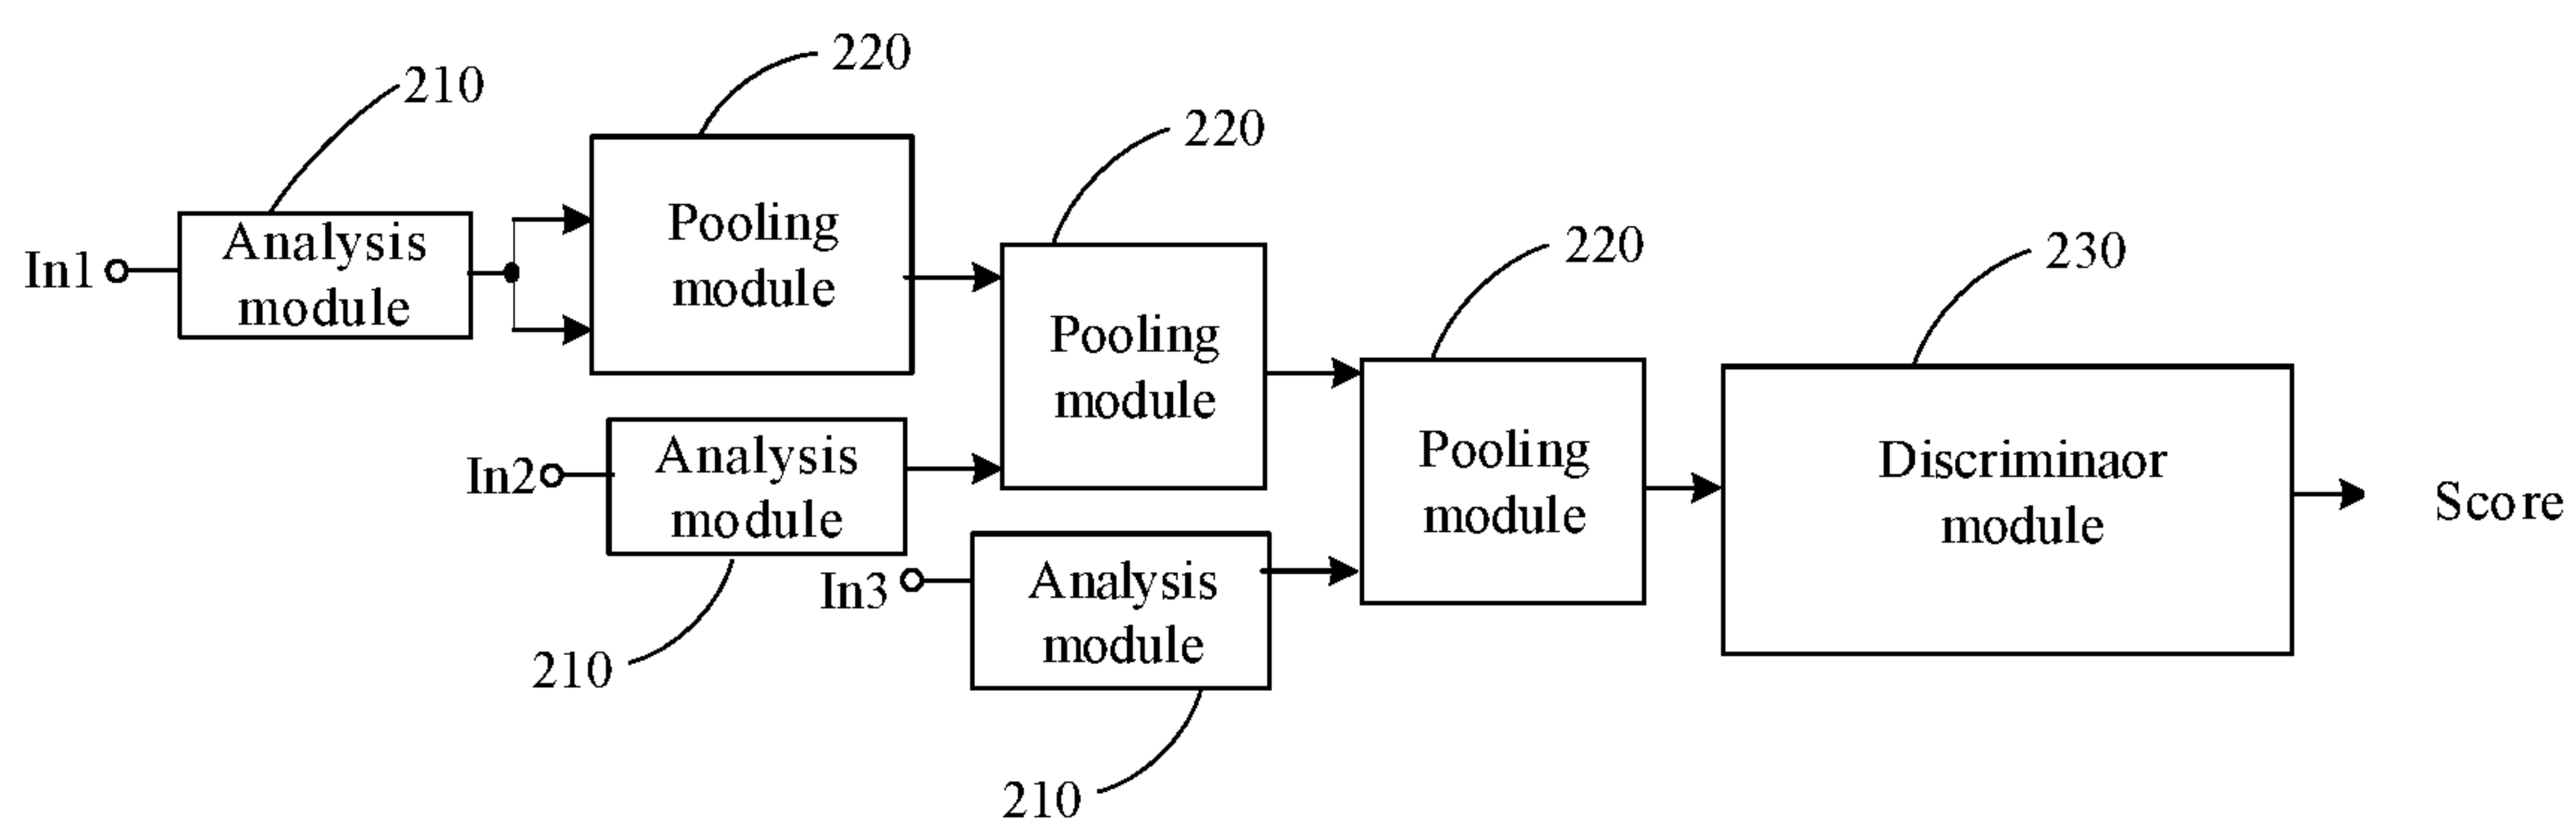 220
210
220
Pooling
module
Analysis
module
In1
220
230
Pooling
module
In2
Analysis
module
Pooling
module
Discriminaor
module
Score
In3
Analysis
module
210
210